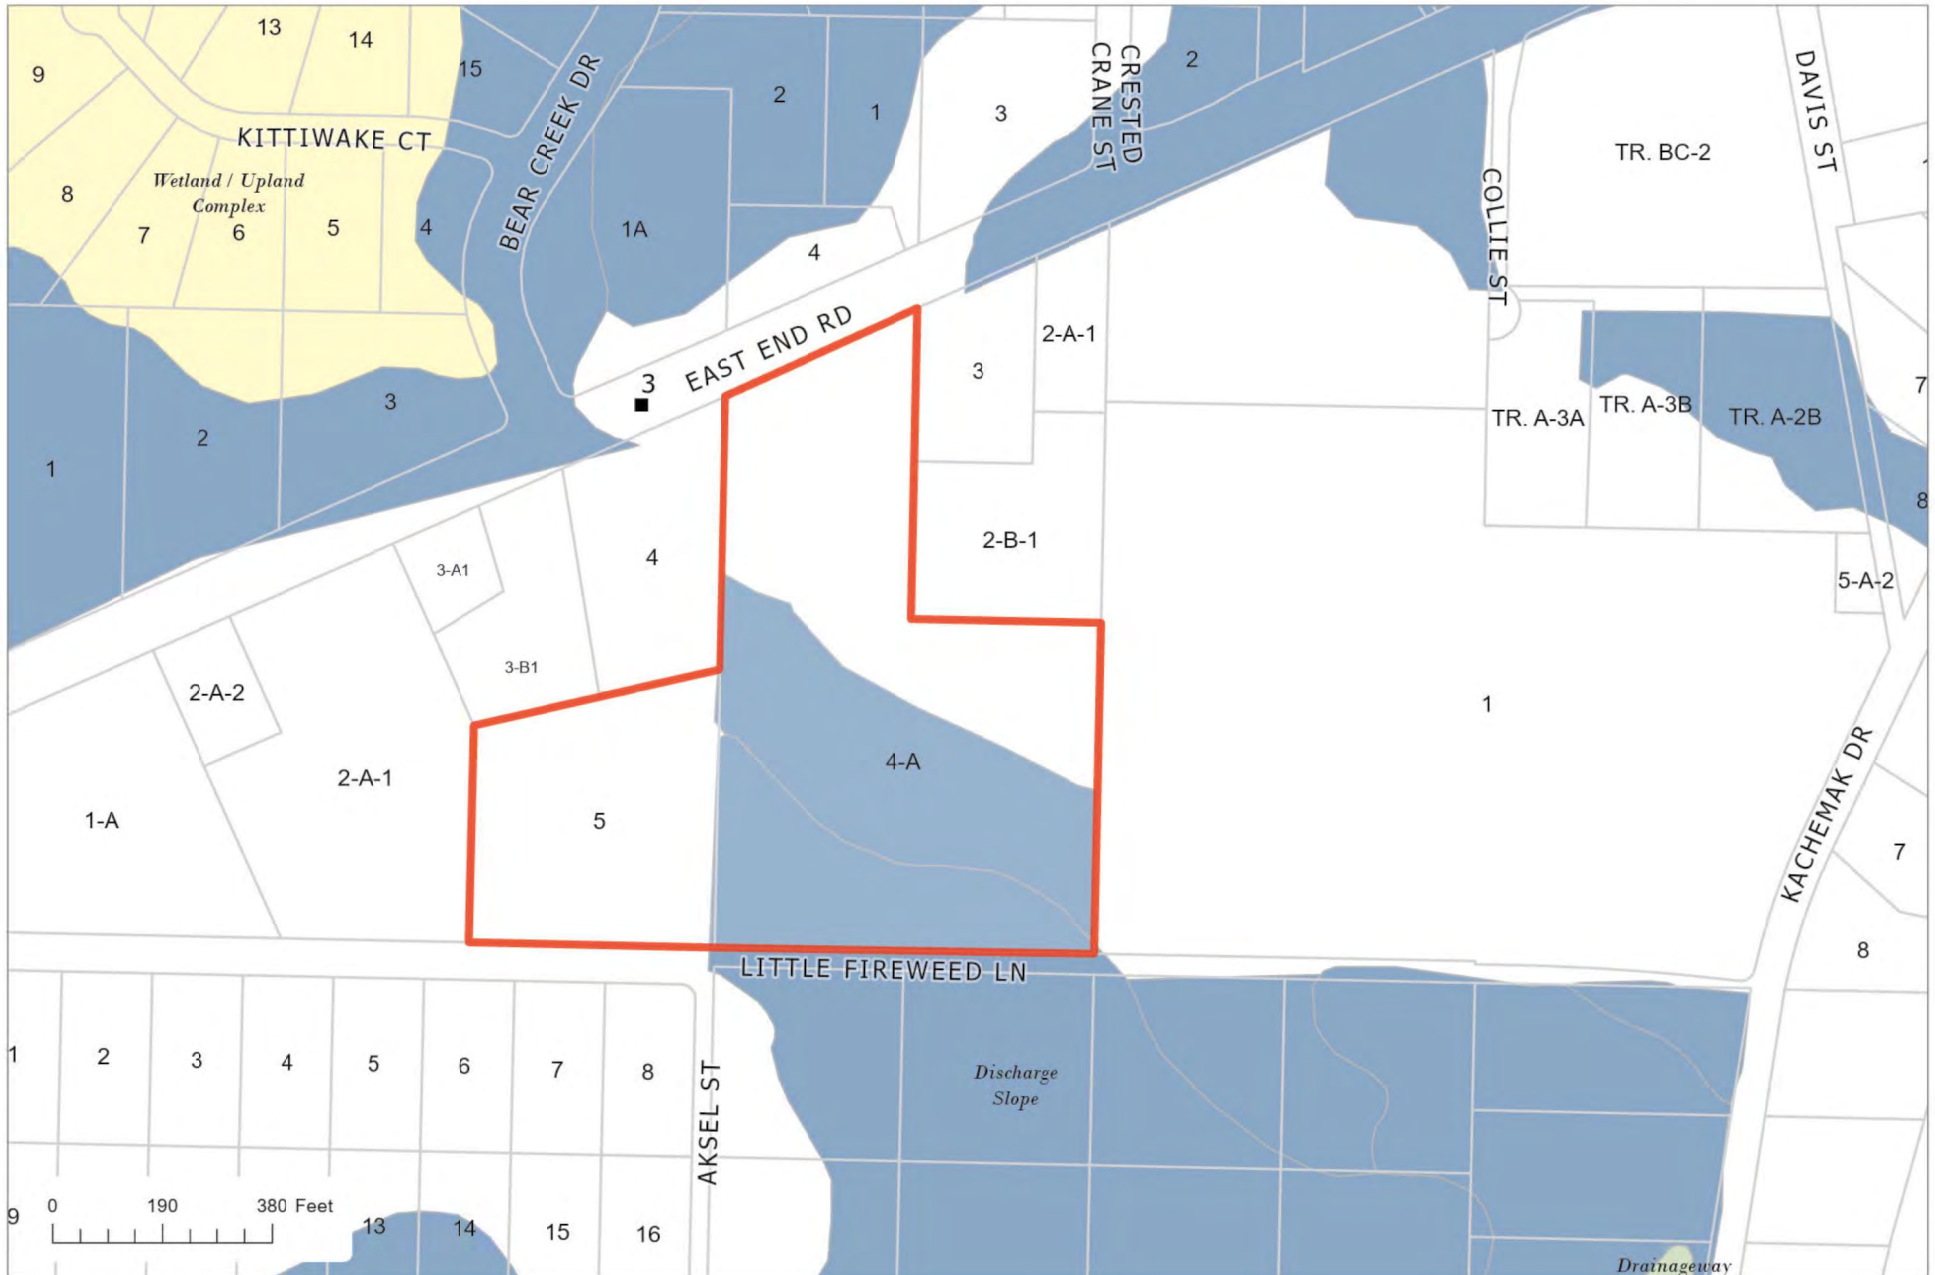 13
14
9
15
2
1
3
2
CRESTED
CRANE ST
DAVIS ST
KITTIWAKE CT
BEAR CREEK DR
TR. BC-2
Wetland / Upland
Complex
8
7
6
5
4
1A
4
COLLIE ST
EAST END RD
3
2-A-1
3
3
7
TR. A-3A
TR. A-3B
TR. A-2B
1
2
3
4
2-B-1
8
3-A1
5-A-2
3-B1
2-A-2
1
2-A-1
4-A
1-A
5
KACHEMAK DR
7
8
LITTLE FIREWEED LN
1
2
3
4
5
6
7
8
AKSEL ST
Discharge
Slope
0
190
380 Feet
9
13
14
15
16
Drainageway